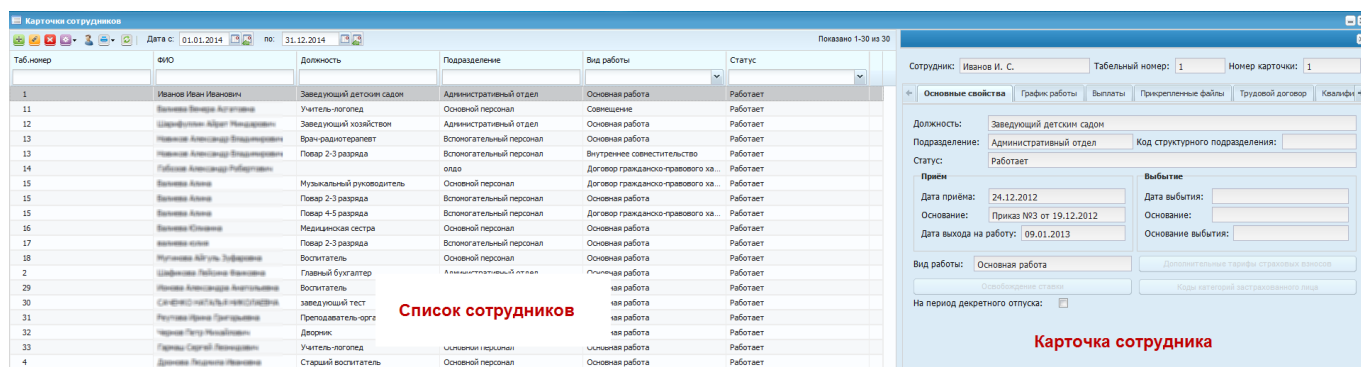 Карточки сотрудников
Дата с: 01.01.2014 по: 31.12.2014 Показано 1-30 из 30
Таб.номер ФИО Должность Подразделение Вид работы Статус
1 Иванов Иван Иванович Заведующий детским садом Административный отдел Основная работа Работает
11 Учитель-логопед Основной персонал Совмещение Работает
12 Заведующий хозяйством Административный отдел Основная работа Работает
13 Врач-радиотерапевт Вспомогательный персонал Основная работа Работает
13 Повар 2-3 разряда Вспомогательный персонал Внутреннее совместительство Работает
14 олдо Договор гражданско-правового ха... Работает
15 Музыкальный руководитель Основной персонал Основная работа Работает
15 Повар 2-3 разряда Вспомогательный персонал Основная работа Работает
15 Повар 4-5 разряда Вспомогательный персонал Договор гражданско-правового ха... Работает
16 Медицинская сестра Основной персонал Основная работа Работает
17 Повар 2-3 разряда Вспомогательный персонал Основная работа Работает
18 Воспитатель Основной персонал Основная работа Работает
2 Главный бухгалтер Административный отдел Основная работа Работает
29 Воспитатель Работает
30 заведующий тест Работает
31 Преподаватель-орга Работает
32 Дворник Работает
33 Учитель-логопед Основной персонал Основная работа Работает
4 Старший воспитатель Основной персонал Основная работа Работает
Список сотрудников
Сотрудник: Иванов И. С. Табельный номер: 1 Номер карточки: 1
Основные свойства График работы Выплаты Прикрепленные файлы Трудовой договор Квалифи
Должность: Заведующий детским садом
Подразделение: Административный отдел Код структурного подразделения:
Статус: Работает
Приём Выбытие
Дата приёма: 24.12.2012 Дата выбытия:
Основание: Приказ №3 от 19.12.2012 Основание:
Дата выхода на работу: 09.01.2013 Основание выбытия:
Вид работы: Основная работа Дополнительные тарифы страховых взносов
Освобождение ставки Коды категорий застрахованного лица
На период декретного отпуска:
Карточка сотрудника